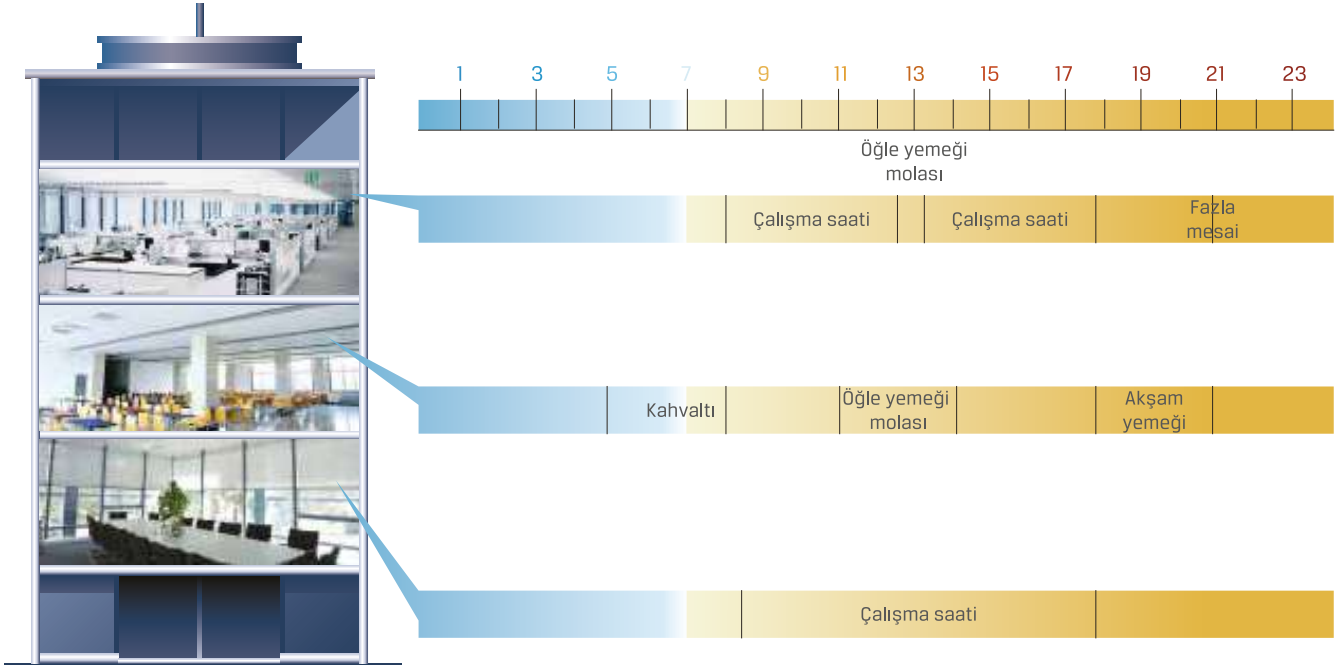 1 3 5 7 9 11 13 15 17 19 21 23
Öğle yemeği
molası
Çalışma saati Çalışma saati Fazla
mesai
Kahvaltı Öğle yemeği
molası Akşam
yemeği
Çalışma saati